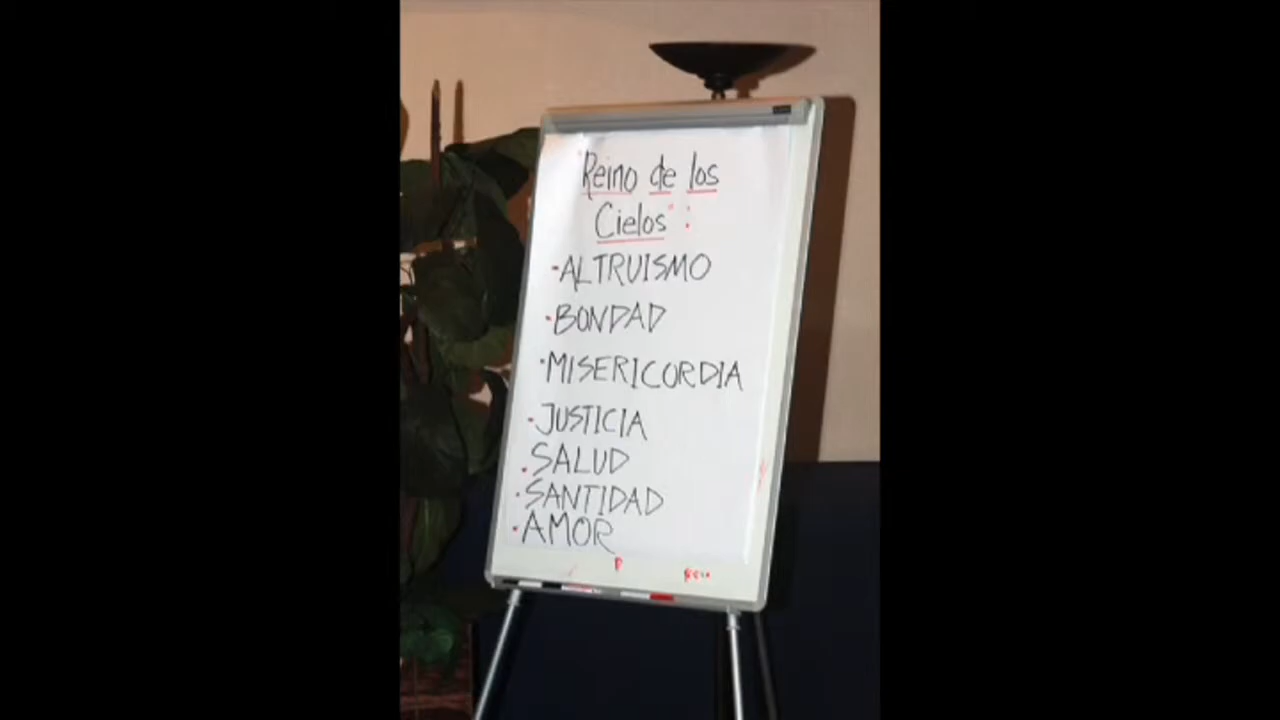 "Reino de los
Cielos":
-ALTRUISMO
·BONDAD
·MISERICORDIA
-JUSTICIA
·SALUD
·SANTIDAD
·AMOR